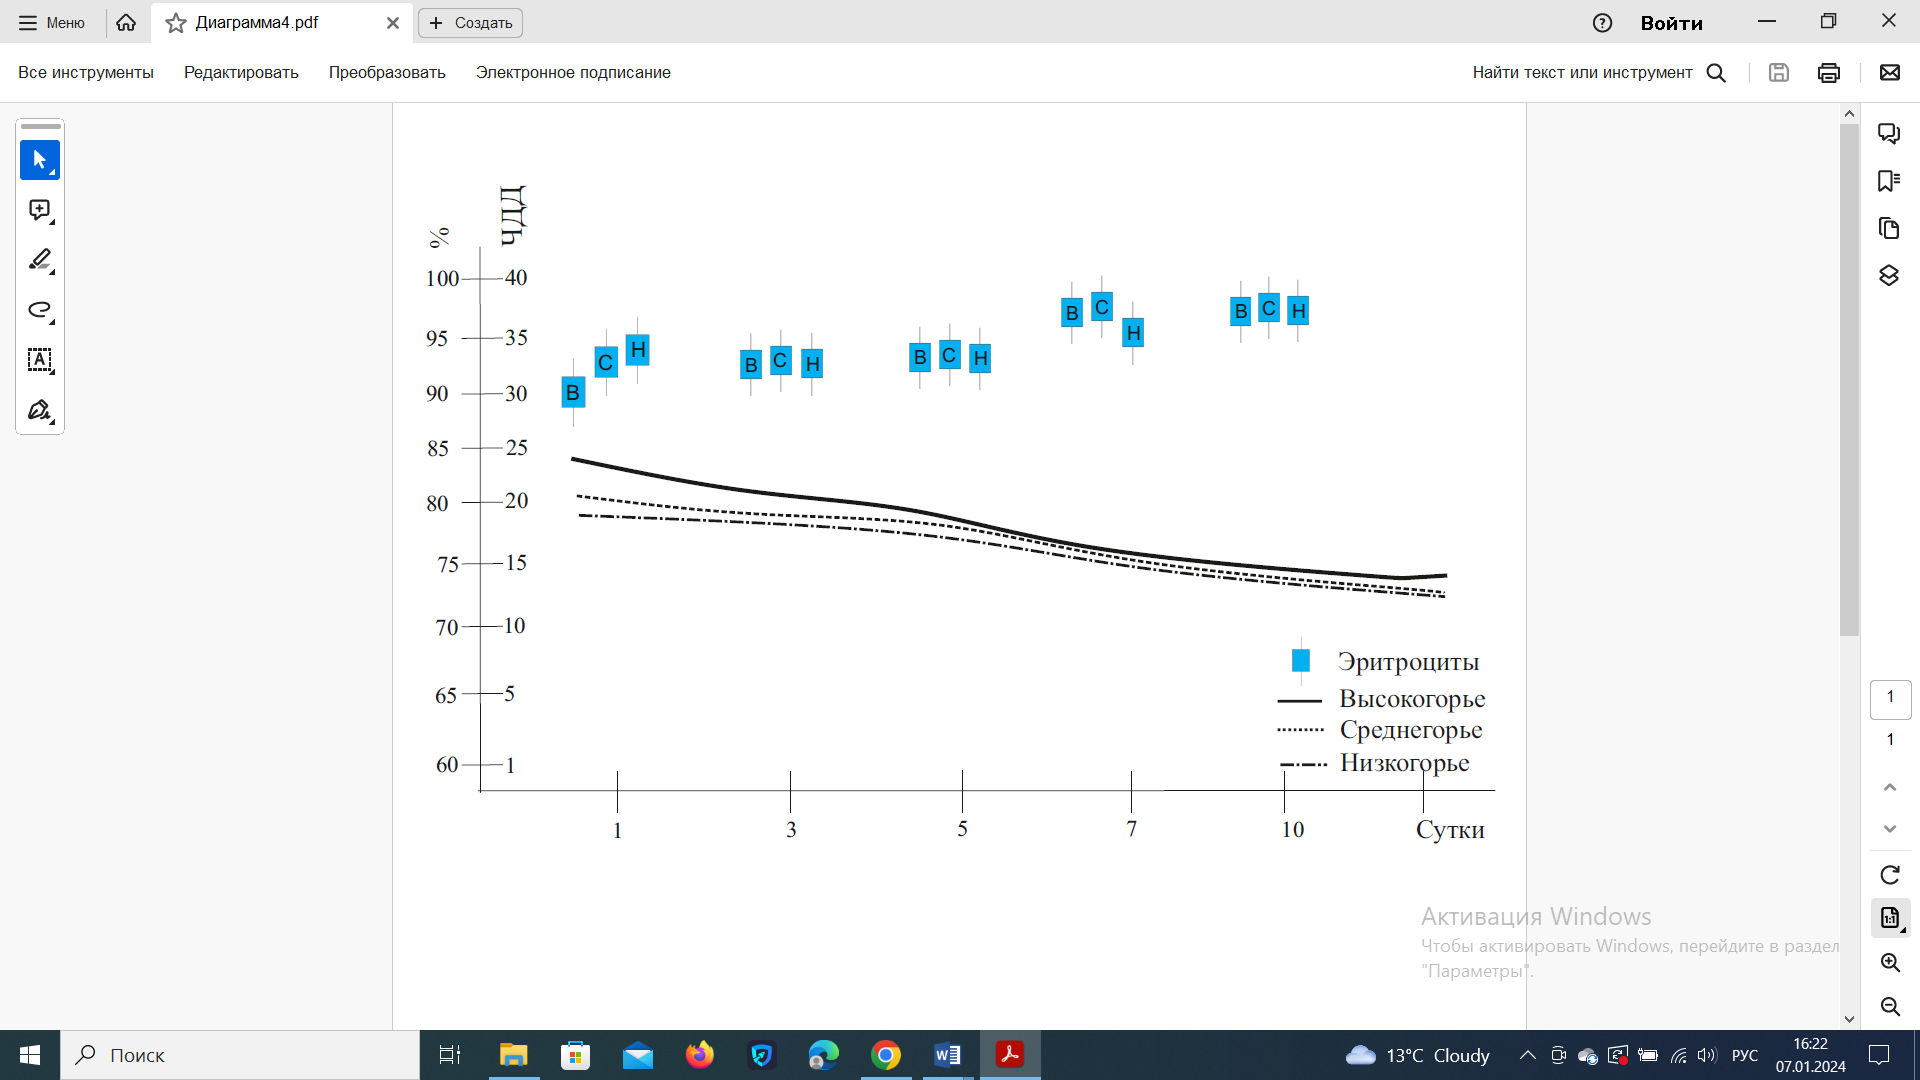 Меню
Диаграмма4.pdf
Создать
Войти
Все инструменты
Редактировать
Преобразовать
Электронное подписание
Найти текст или инструмент
%
ЧДД
100 40
95 35
90 30
85 25
80 20
75 15
70 10
65 5
60 1
В С Н
В С Н
В С Н
В С Н
В С Н
Эритроциты
Высокогорье
Среднегорье
Низкогорье
1 3 5 7 10 Сутки
1
1
1:1
Активация Windows
Чтобы активировать Windows, перейдите в раздел
"Параметры".
Поиск
13°C Cloudy
РУС
16:22
07.01.2024